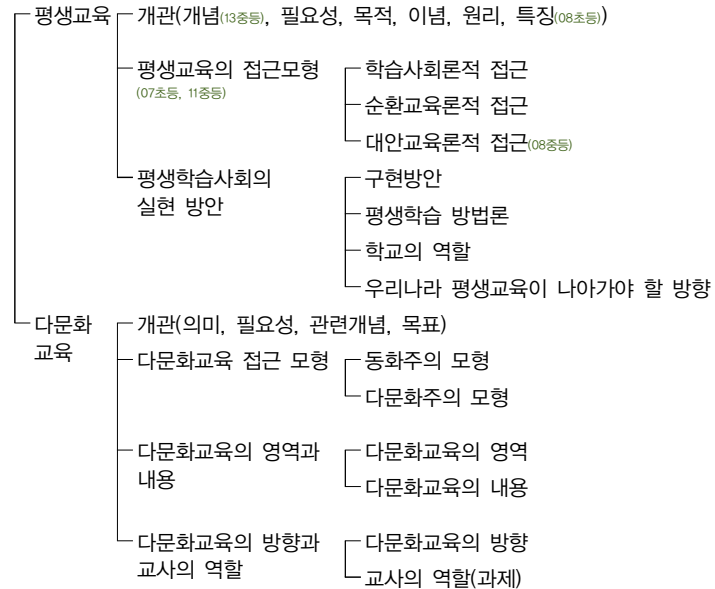 평생교육
개관(개념(13중등), 필요성, 목적, 이념, 원리, 특징(08초등))
평생교육의 접근모형
(07초등, 11중등)
학습사회론적 접근
순환교육론적 접근
대안교육론적 접근(08중등)
평생학습사회의
실현 방안
구현방안
평생학습 방법론
학교의 역할
우리나라 평생교육이 나아가야 할 방향
다문화
교육
개관(의미, 필요성, 관련개념, 목표)
다문화교육 접근 모형
동화주의 모형
다문화주의 모형
다문화교육의 영역과
내용
다문화교육의 영역
다문화교육의 내용
다문화교육의 방향과
교사의 역할
다문화교육의 방향
교사의 역할(과제)